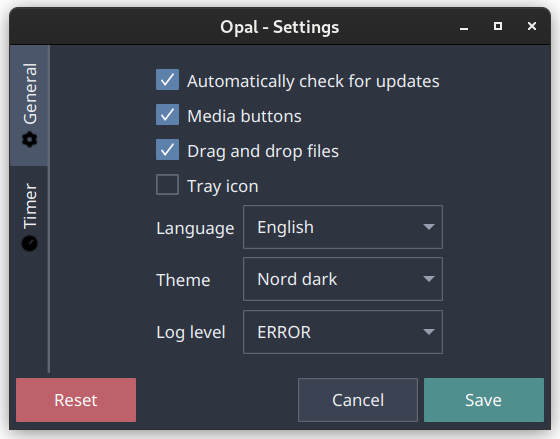 Opal - Settings
General
Timer
Automatically check for updates
Media buttons
Drag and drop files
Tray icon
Language English
Theme Nord dark
Log level ERROR
Reset Cancel Save